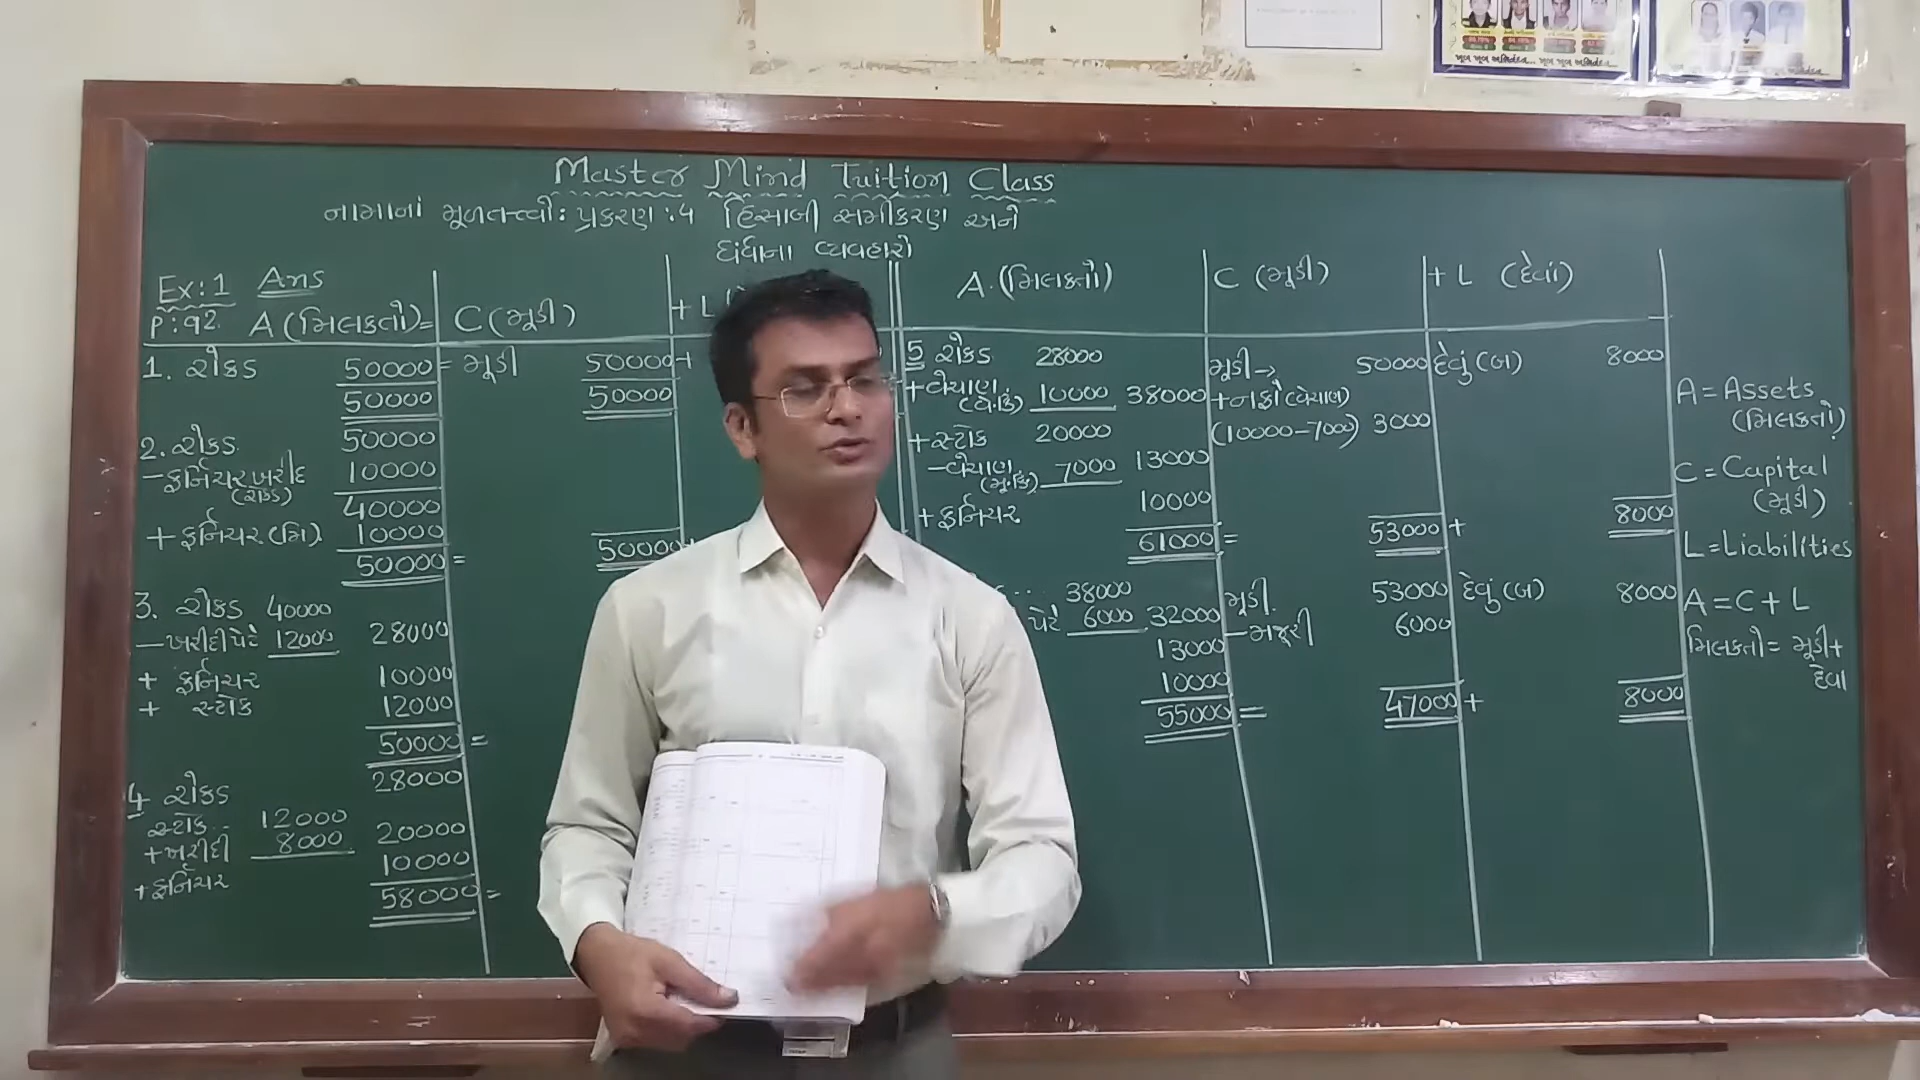 Master Mind Tuition Class
નામાનાં મૂળતત્ત્વો: પ્રકરણ :૫ હિસાબી સમીકરણ અને
ધંધાના વ્યવહારો
Ex:1 Ans
P:૧૨. A (મિલકતો)= C (મૂડી) + L
1. રોકડ 50000 = મૂડી 50000+
50000 50000
2. રોકડ 50000
– ફર્નિચર ખરીદ 10000
(રોકડ) 40000
+ ફર્નિચર (મિ). 10000
50000 = 50000
3. રોકડ 40000
– ખરીદી પેટે 12000 28000
+ ફર્નિચર 10000
+ સ્ટોક 12000
50000 =
4 રોકડ 28000
સ્ટોક.. 12000
+ખરીદી 8000 20000
+ફર્નિચર 10000
58000 =
A. (મિલકતો) C (મૂડી) + L (દેવાં)
5 રોકડ 28000 મૂડી→ 50000 દેવું(બ) 8000
+વેચાણ. (વે.કિં) 10000 38000 +નફો (વેચાણ)
+સ્ટોક 20000 (10000–7000) 3000
–વેચાણ (મૂ.કિં) 7000 13000
+ ફર્નિચર 10000
61000 = 53000 + 8000
38000 મૂડી. 53000 દેવું(બ) 8000
પેટે 6000 32000 –મજૂરી 6000
13000
10000
55000 = 47000 + 8000
A = Assets
(મિલકતો)
C = Capital
(મૂડી)
L = Liabilities
A = C + L
મિલકતો = મૂડી+
દેવા